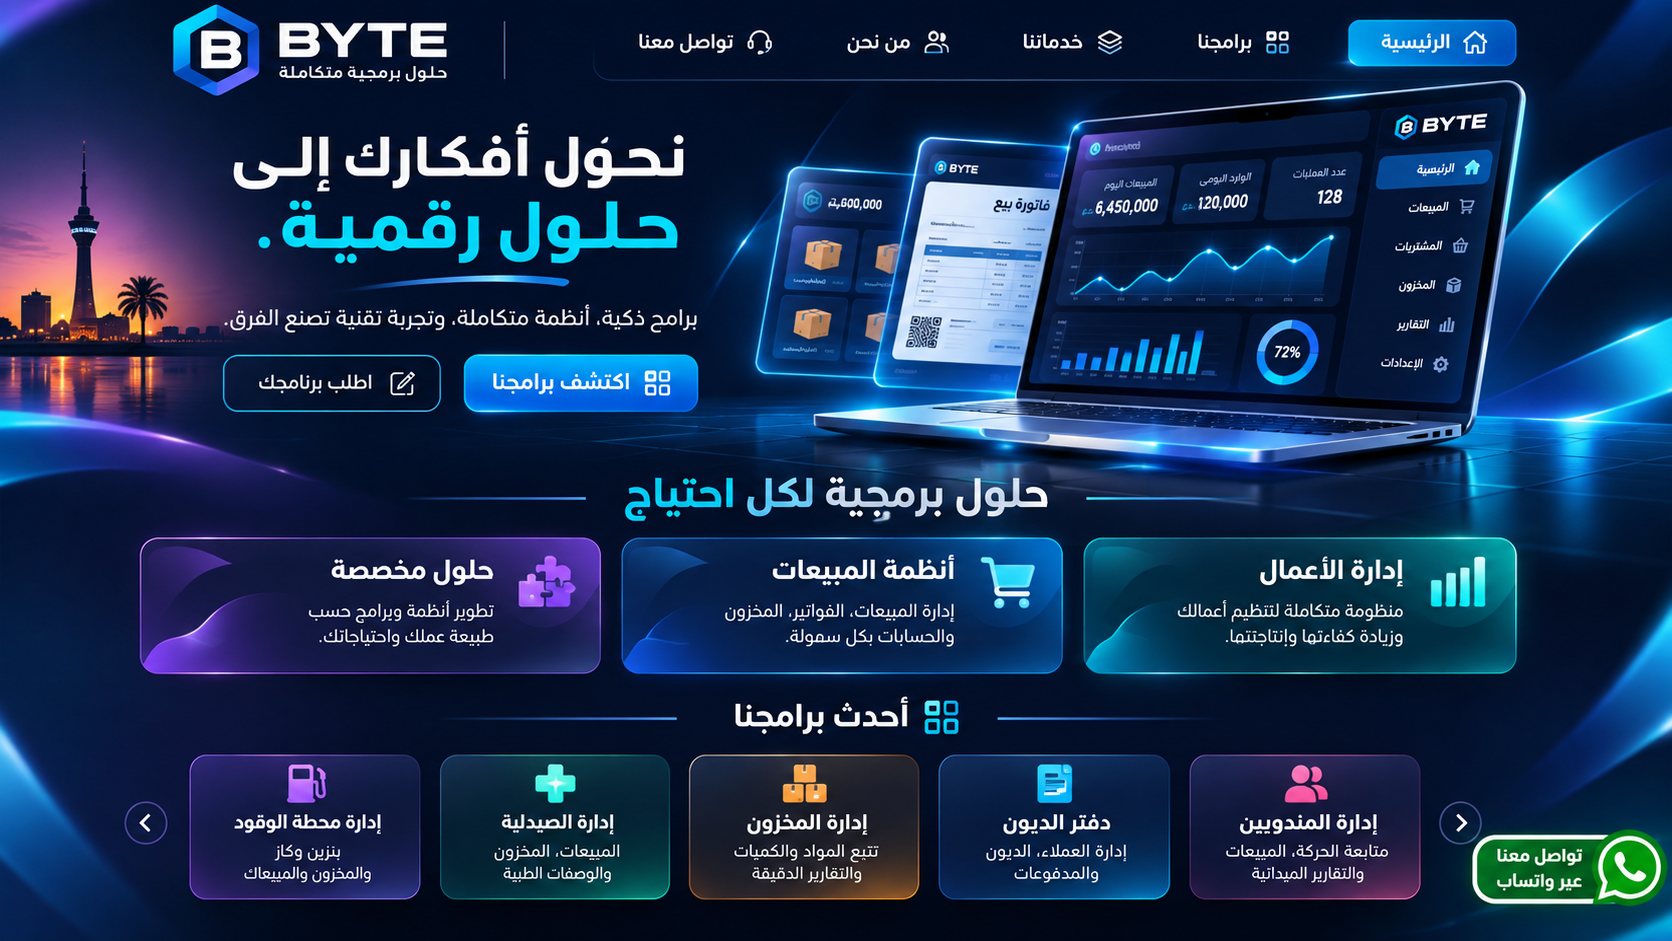 BYTE
حلول برمجية متكاملة
الرئيسية
برامجنا
خدماتنا
من نحن
تواصل معنا
نحوّل أفكارك إلى
حلول رقمية.
برامج ذكية، أنظمة متكاملة، وتجربة تقنية تصنع الفرق.
اكتشف برامجنا
اطلب برنامجك
BYTE
الرئيسية
المبيعات
المشتريات
المخزون
التقارير
الإعدادات
عدد العمليات
128
الوارد اليومي
120,000
المبيعات اليوم
6,450,000
72%
BYTE
فاتورة بيع
حلول برمجية لكل احتياج
إدارة الأعمال
منظومة متكاملة لتنظيم أعمالك
وزيادة كفاءتها وإنتاجتتها.
أنظمة المبيعات
إدارة المبيعات، الفواتير، المخزون
والحسابات بكل سهولة.
حلول مخصصة
تطوير أنظمة وبرامج حسب
طبيعة عملك واحتياجاتك.
أحدث برامجنا
إدارة المندوبين
متابعة الحركة، المبيعات
والتقارير الميدانية
دفتر الديون
إدارة العملاء، الديون
والمدفوعات
إدارة المخزون
تتبع المواد والكميات
والتقارير الدقيقة
إدارة الصيدلية
المبيعات، المخزون
والوصفات الطبية
إدارة محطة الوقود
بنزين وكاز
والمخزون والمبيعاك
تواصل معنا
عبر واتساب